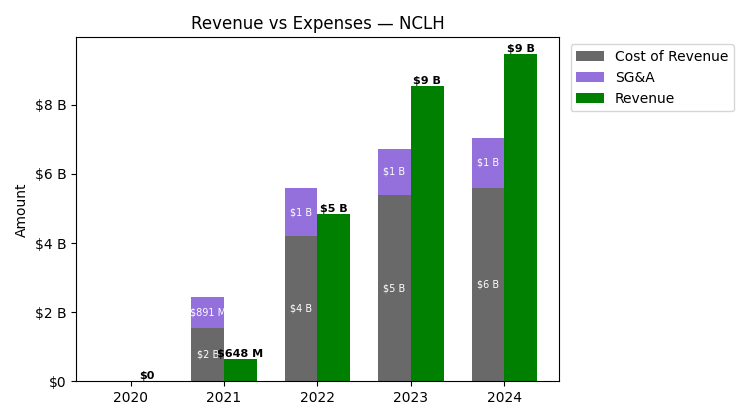 Revenue vs Expenses — NCLH
Cost of Revenue
SG&A
Revenue
Amount
$8 B
$6 B
$4 B
$2 B
$0
$0
$891 M
$2 B
$648 M
$1 B
$4 B
$5 B
$1 B
$5 B
$9 B
$1 B
$6 B
$9 B
2020 2021 2022 2023 2024